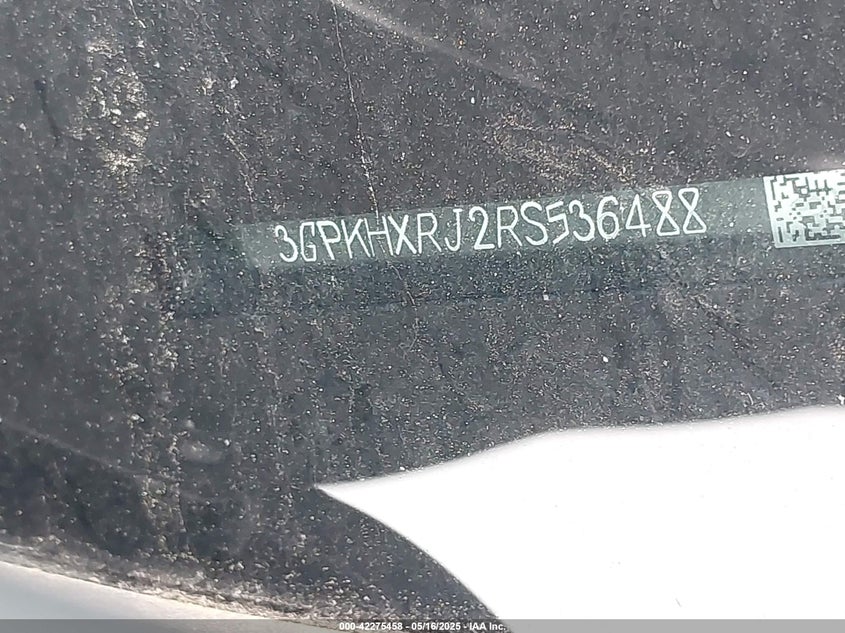 3GPKHXRJ2RS536488
000-42275458 - 05/16/2025 - IAA Inc.